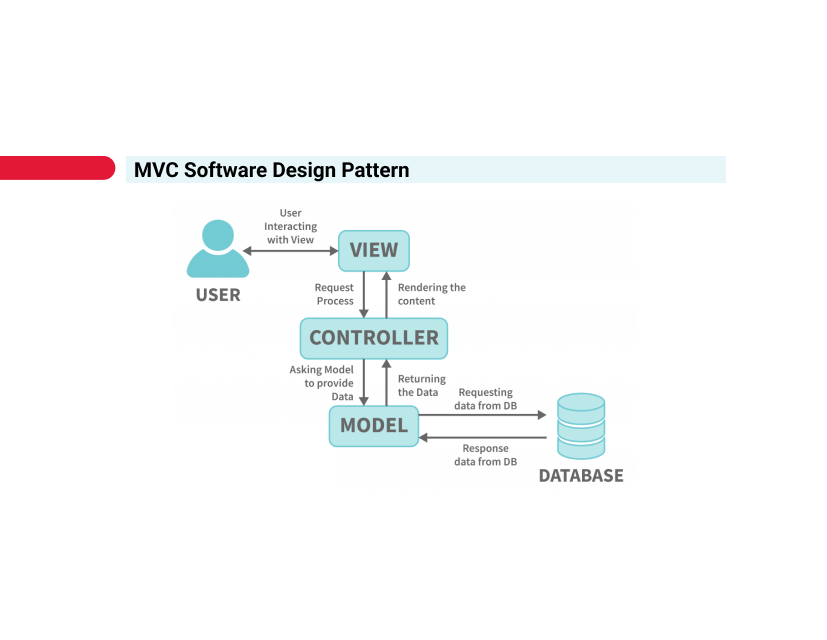 MVC Software Design Pattern
User
Interacting
with View
VIEW
USER
Request
Process
Rendering the
content
CONTROLLER
Asking Model
to provide
Data
Returning
the Data
MODEL
Requesting
data from DB
Response
data from DB
DATABASE